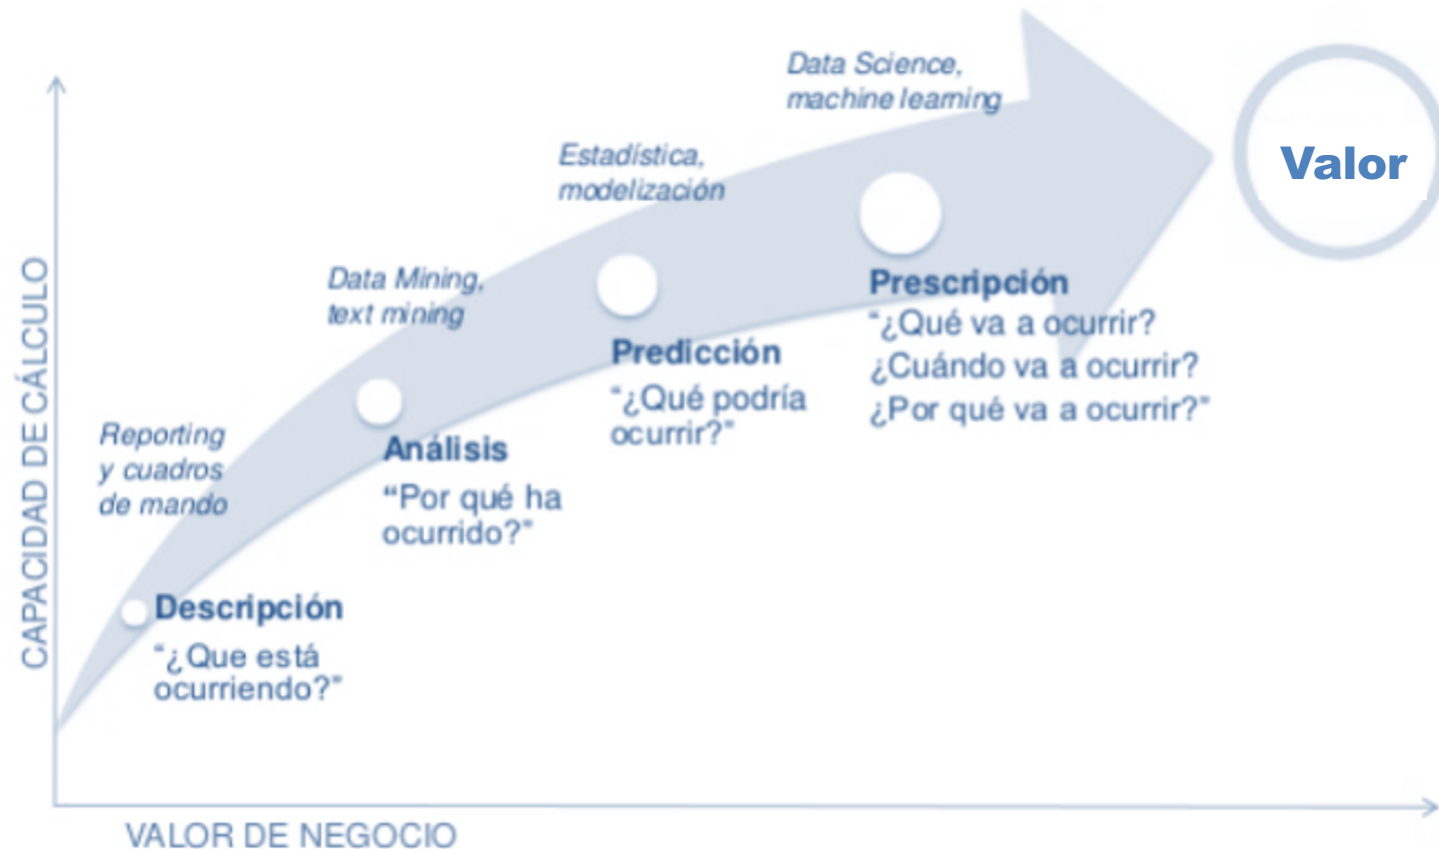 Data Science,
machine learning
Valor
Estadística,
modelización
Data Mining,
text mining
Prescripción
“¿Qué va a ocurrir?
¿Cuándo va a ocurrir?
¿Por qué va a ocurrir?”
Predicción
“¿Qué podría
ocurrir?”
Reporting
y cuadros
de mando
Análisis
“Por qué ha
ocurrido?”
Descripción
“¿Que está
ocurriendo?”
CAPACIDAD DE CÁLCULO
VALOR DE NEGOCIO